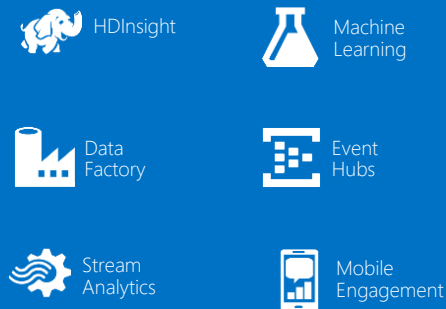 HDInsight
Machine
Learning
Data
Factory
Event
Hubs
Stream
Analytics
Mobile
Engagement